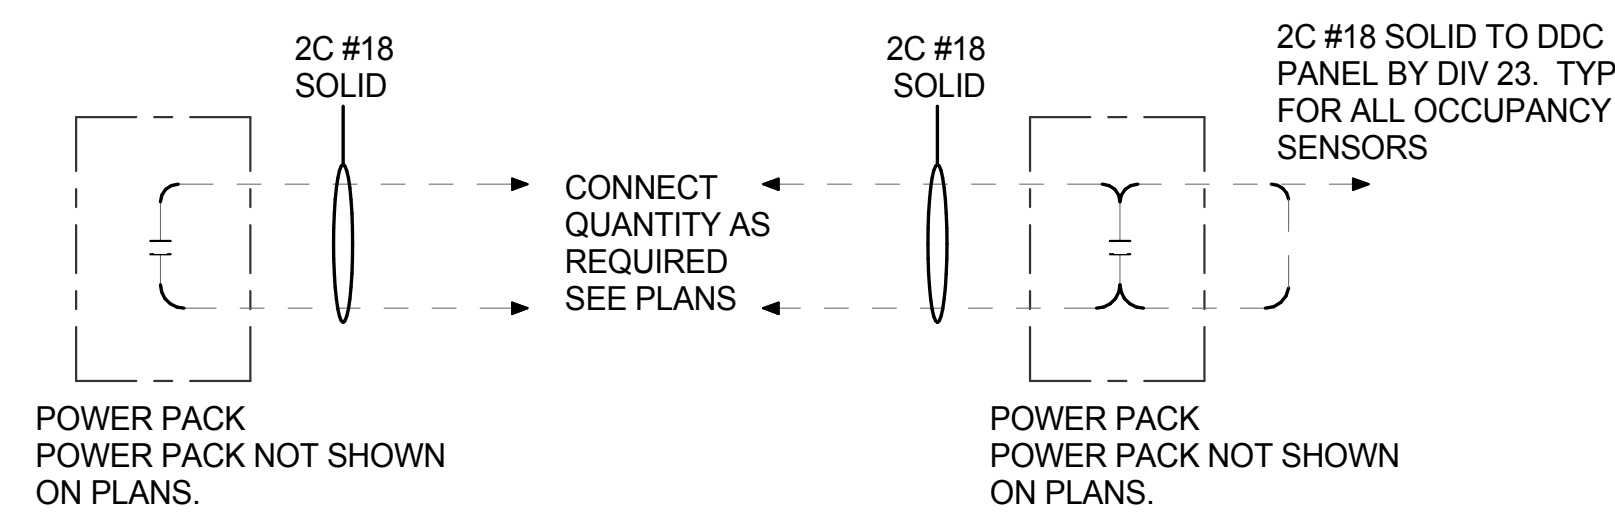 2C #18
SOLID
2C #18
SOLID
2C #18 SOLID TO DDC
PANEL BY DIV 23. TYP
FOR ALL OCCUPANCY
SENSORS
CONNECT
QUANTITY AS
REQUIRED
SEE PLANS
POWER PACK
POWER PACK NOT SHOWN
ON PLANS.
POWER PACK
POWER PACK NOT SHOWN
ON PLANS.